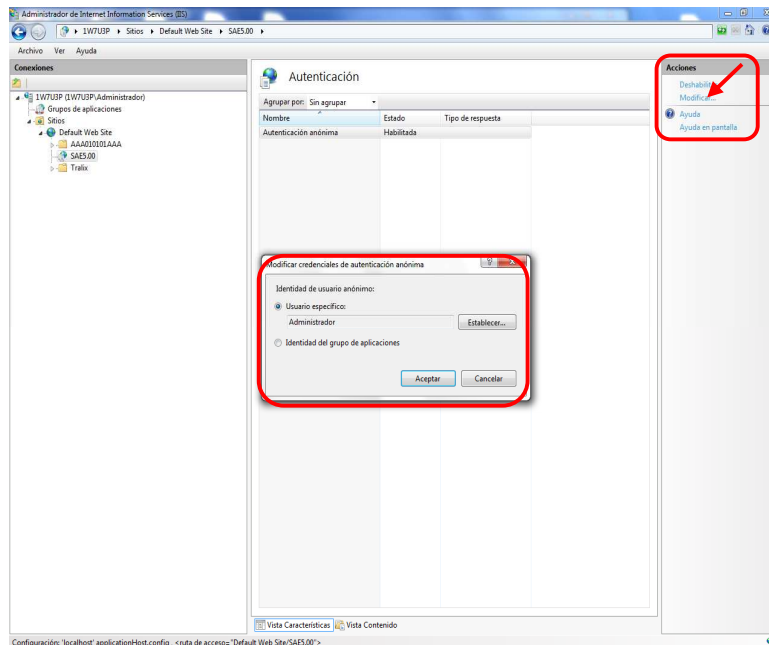 Administrador de Internet Information Services (IIS)
1W7U3P ▸ Sitios ▸ Default Web Site ▸ SAE5.00 ▸
Archivo Ver Ayuda
Conexiones
1W7U3P (1W7U3P\Administrador)
Grupos de aplicaciones
Sitios
Default Web Site
AAA010101AAA
SAE5.00
Tralix
Autenticación
Agrupar por: Sin agrupar
Nombre Estado Tipo de respuesta
Autenticación anónima Habilitada
Modificar credenciales de autenticación anónima
Identidad de usuario anónimo:
Usuario específico:
Administrador
Establecer...
Identidad del grupo de aplicaciones
Aceptar Cancelar
Acciones
Modificar...
Ayuda
Ayuda en pantalla
Vista Características Vista Contenido
Configuración: 'localhost' applicationHost.config , <ruta de acceso="Default Web Site/SAE5.00">